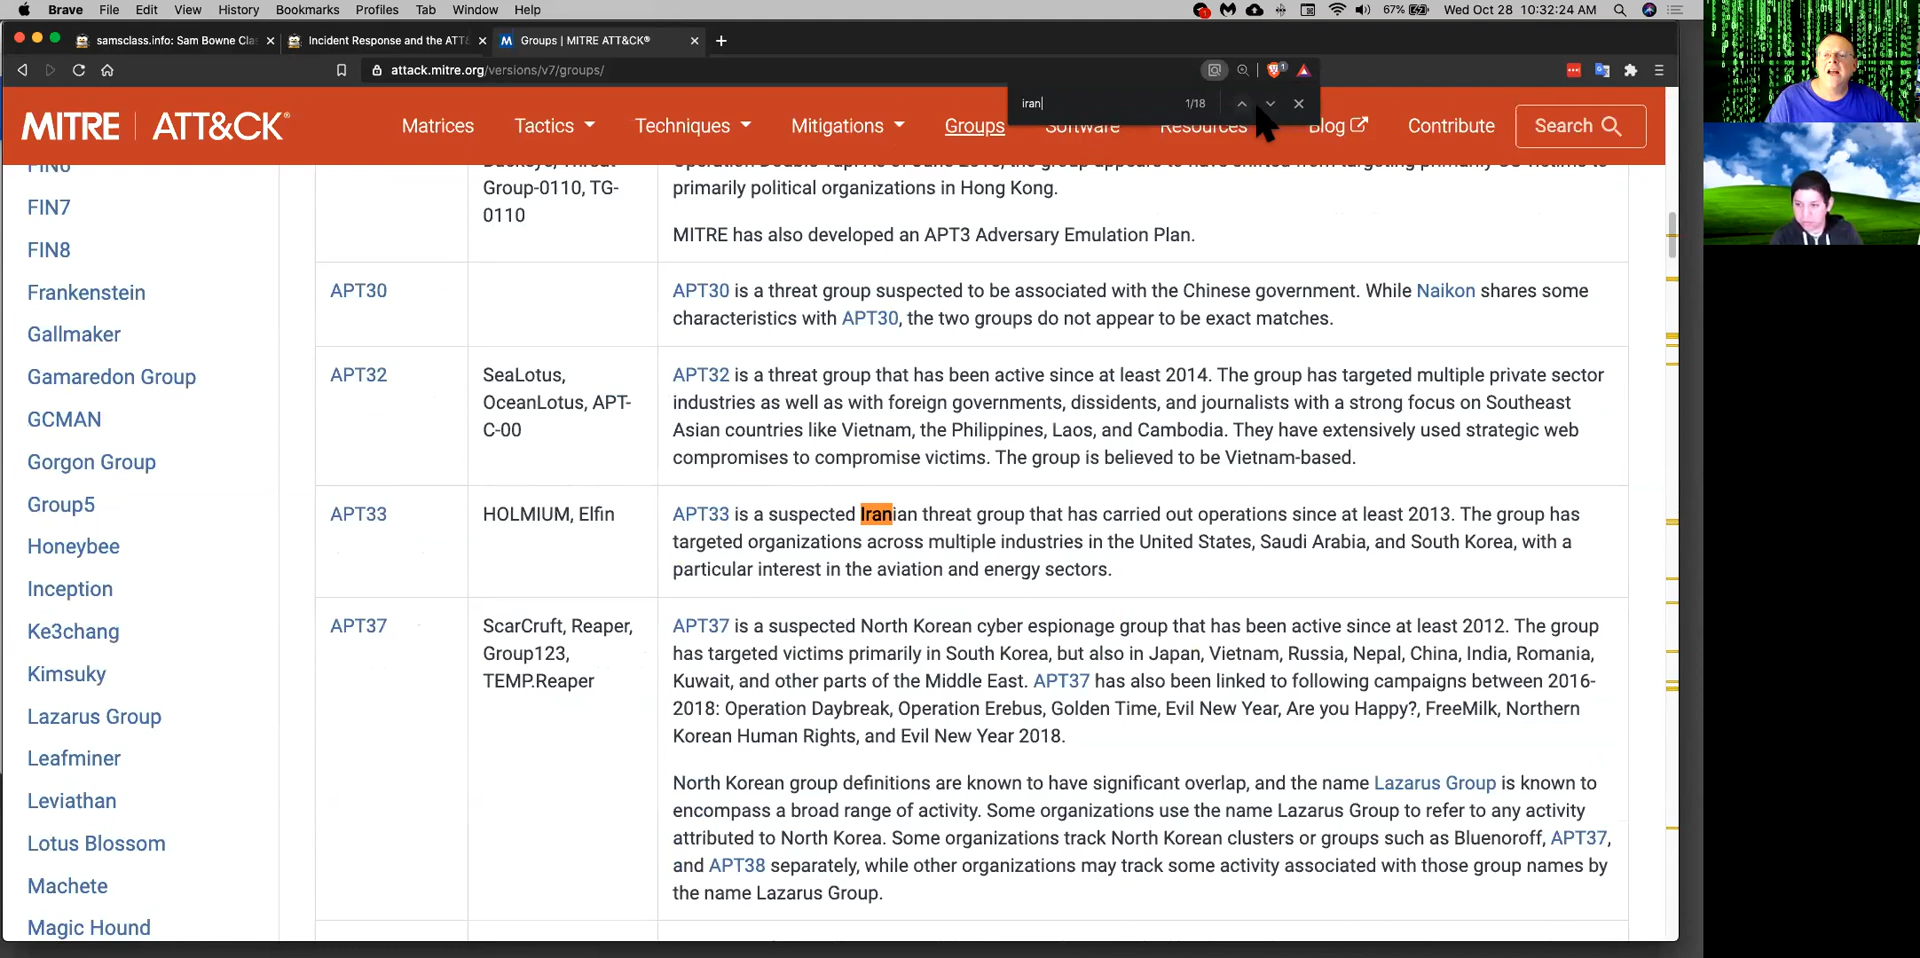 Brave File Edit View History Bookmarks Profiles Tab Window Help 67% Wed Oct 28 10:32:24 AM
samsclass.info: Sam Bowne Cla
Incident Response and the ATT&
Groups | MITRE ATT&CK®
attack.mitre.org/versions/v7/groups/
iran 1/18
MITRE | ATT&CK®
Matrices Tactics Techniques Mitigations Groups Software Resources Blog Contribute Search
FIN6
FIN7
FIN8
Frankenstein
Gallmaker
Gamaredon Group
GCMAN
Gorgon Group
Group5
Honeybee
Inception
Ke3chang
Kimsuky
Lazarus Group
Leafminer
Leviathan
Lotus Blossom
Machete
Magic Hound
Group-0110, TG-
0110
primarily political organizations in Hong Kong.
MITRE has also developed an APT3 Adversary Emulation Plan.
APT30
APT30 is a threat group suspected to be associated with the Chinese government. While Naikon shares some
characteristics with APT30, the two groups do not appear to be exact matches.
APT32
SeaLotus,
OceanLotus, APT-
C-00
APT32 is a threat group that has been active since at least 2014. The group has targeted multiple private sector
industries as well as with foreign governments, dissidents, and journalists with a strong focus on Southeast
Asian countries like Vietnam, the Philippines, Laos, and Cambodia. They have extensively used strategic web
compromises to compromise victims. The group is believed to be Vietnam-based.
APT33
HOLMIUM, Elfin
APT33 is a suspected Iranian threat group that has carried out operations since at least 2013. The group has
targeted organizations across multiple industries in the United States, Saudi Arabia, and South Korea, with a
particular interest in the aviation and energy sectors.
APT37
ScarCruft, Reaper,
Group123,
TEMP.Reaper
APT37 is a suspected North Korean cyber espionage group that has been active since at least 2012. The group
has targeted victims primarily in South Korea, but also in Japan, Vietnam, Russia, Nepal, China, India, Romania,
Kuwait, and other parts of the Middle East. APT37 has also been linked to following campaigns between 2016-
2018: Operation Daybreak, Operation Erebus, Golden Time, Evil New Year, Are you Happy?, FreeMilk, Northern
Korean Human Rights, and Evil New Year 2018.
North Korean group definitions are known to have significant overlap, and the name Lazarus Group is known to
encompass a broad range of activity. Some organizations use the name Lazarus Group to refer to any activity
attributed to North Korea. Some organizations track North Korean clusters or groups such as Bluenoroff, APT37,
and APT38 separately, while other organizations may track some activity associated with those group names by
the name Lazarus Group.